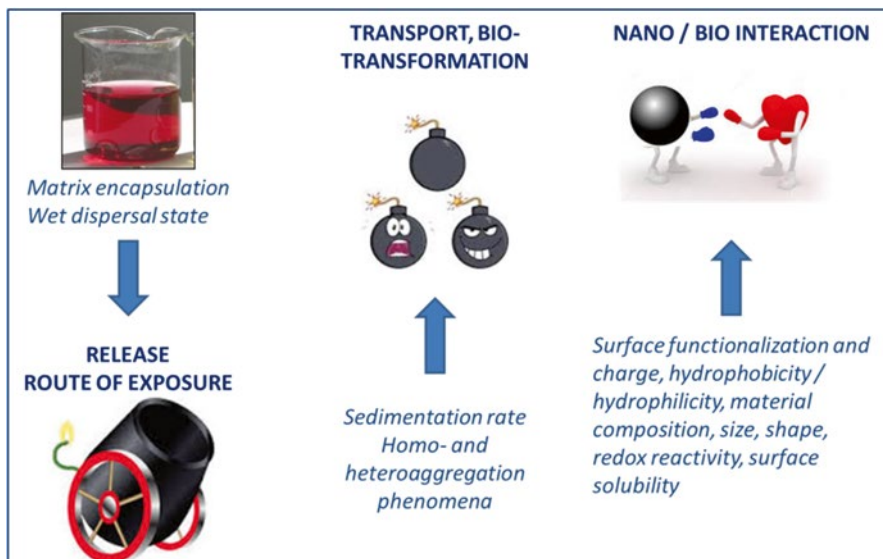 Matrix encapsulation
Wet dispersal state
RELEASE
ROUTE OF EXPOSURE
TRANSPORT, BIO-
TRANSFORMATION
Sedimentation rate
Homo- and
heteroaggregation
phenomena
NANO / BIO INTERACTION
Surface functionalization and
charge, hydrophobicity /
hydrophilicity, material
composition, size, shape,
redox reactivity, surface
solubility